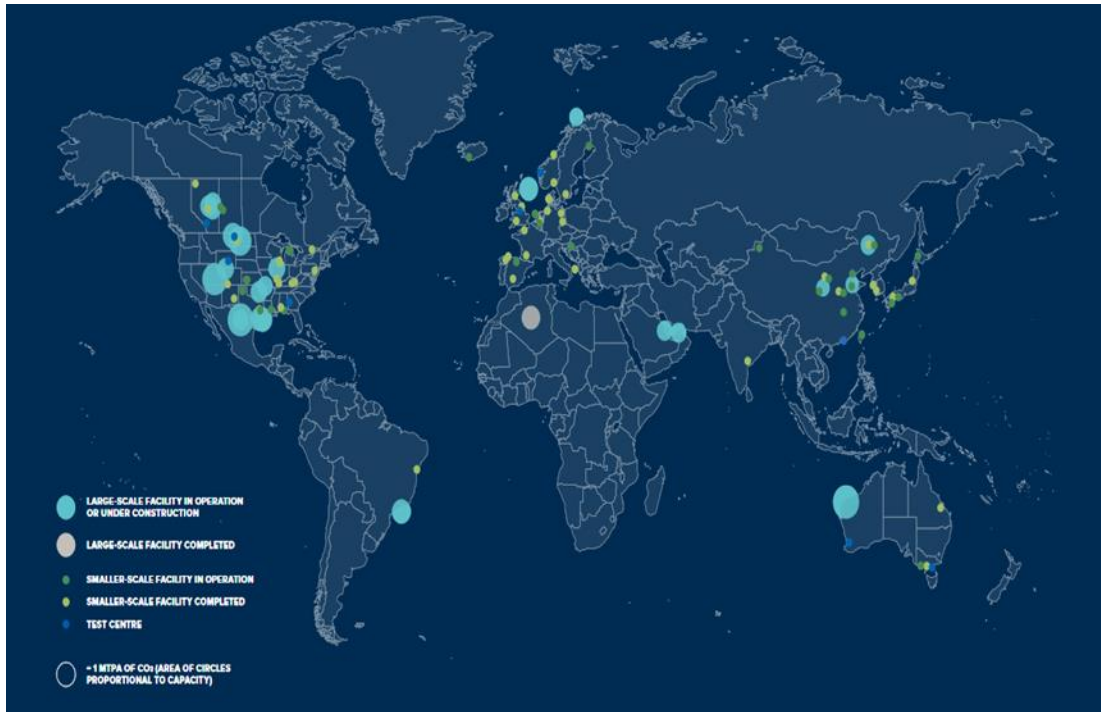 LARGE-SCALE FACILITY IN OPERATION
OR UNDER CONSTRUCTION
LARGE-SCALE FACILITY COMPLETED
SMALLER-SCALE FACILITY IN OPERATION
SMALLER-SCALE FACILITY COMPLETED
TEST CENTRE
= 1 MTPA OF CO₂ (AREA OF CIRCLES
PROPORTIONAL TO CAPACITY)